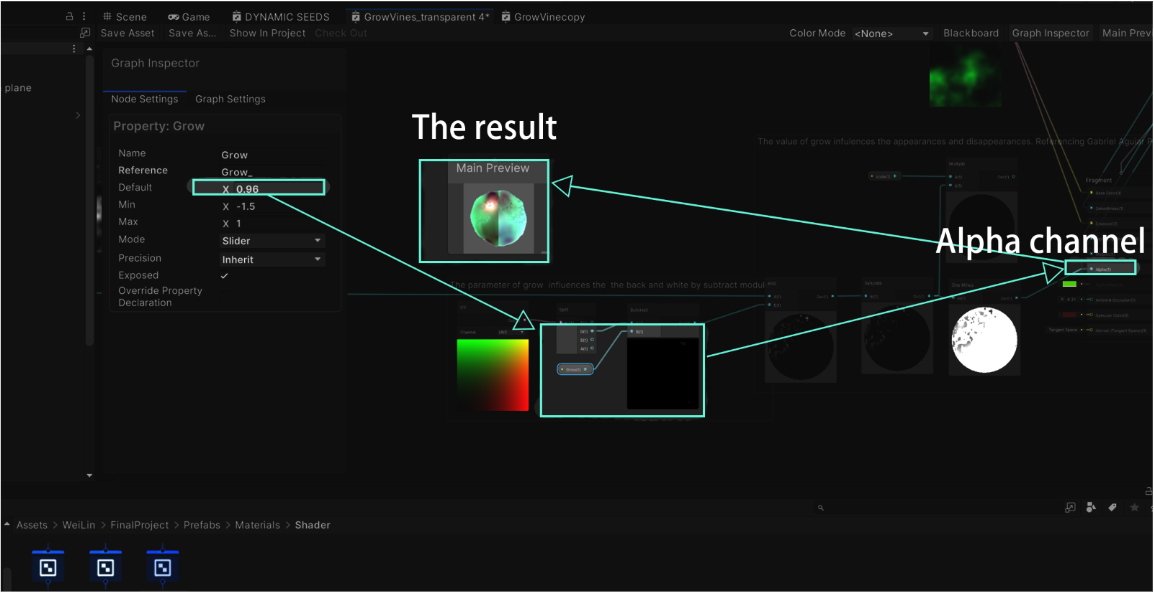 Scene
Game
DYNAMIC SEEDS
GrowVines_transparent 4*
GrowVinecopy
Save Asset
Save As...
Show In Project
Check Out
Color Mode
<None>
Blackboard
Graph Inspector
Main Previ
Graph Inspector
plane
Node Settings
Graph Settings
Property: Grow
Name
Grow
Reference
Grow_
Default
X 0.96
Min
X -1.5
Max
X 1
Mode
Slider
Precision
Inherit
Exposed
Override Property
Declaration
The result
Main Preview
The value of grow infulences the appearances and disappearances. Referencing Gabrial Aguiar P
Fragment
Alpha channel
Alpha(1)
The parameter of grow influences the the back and white by subtract modul
Assets > WeiLin > FinalProject > Prefabs > Materials > Shader